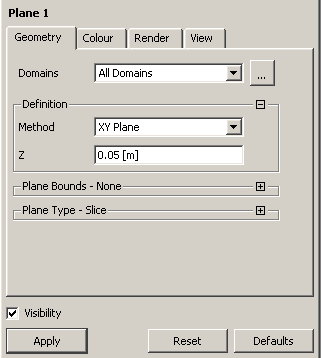 Plane 1
Geometry Colour Render View
Domains All Domains ...
Definition
Method XY Plane
Z 0.05 [m]
Plane Bounds - None
Plane Type - Slice
Visibility
Apply Reset Defaults